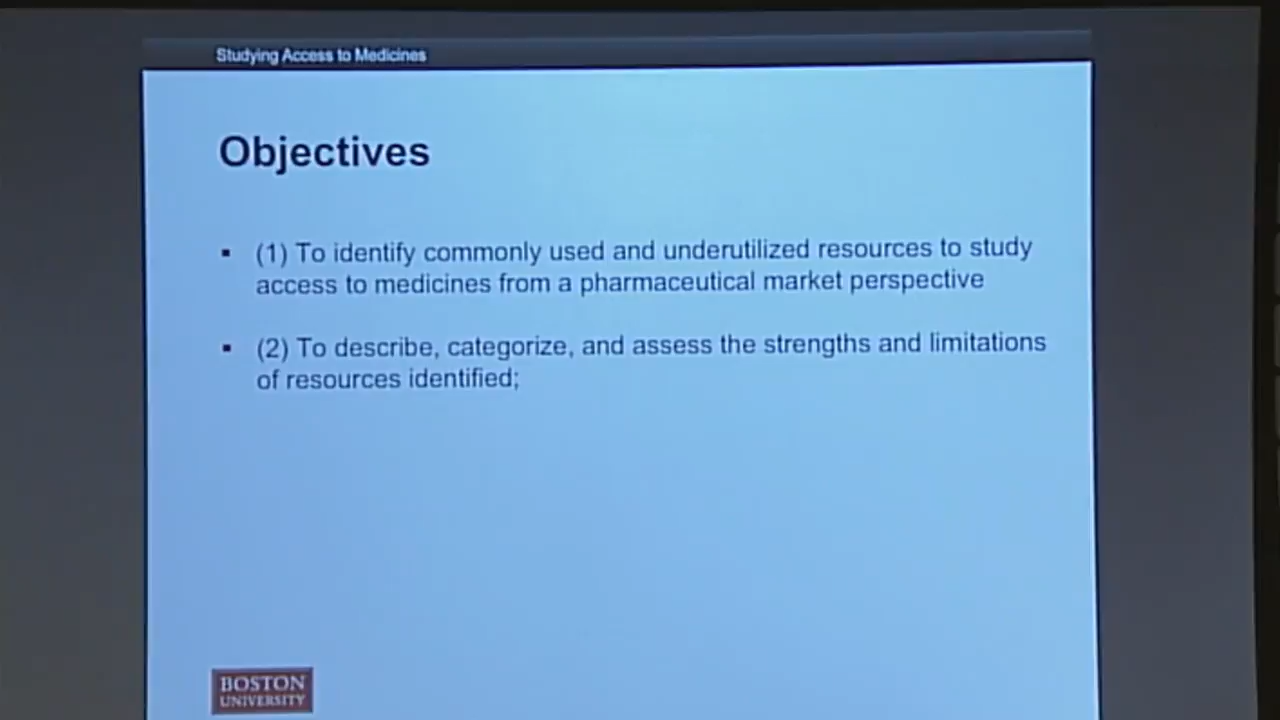 Studying Access to Medicines
Objectives
▪ (1) To identify commonly used and underutilized resources to study
access to medicines from a pharmaceutical market perspective
▪ (2) To describe, categorize, and assess the strengths and limitations
of resources identified;
BOSTON
UNIVERSITY